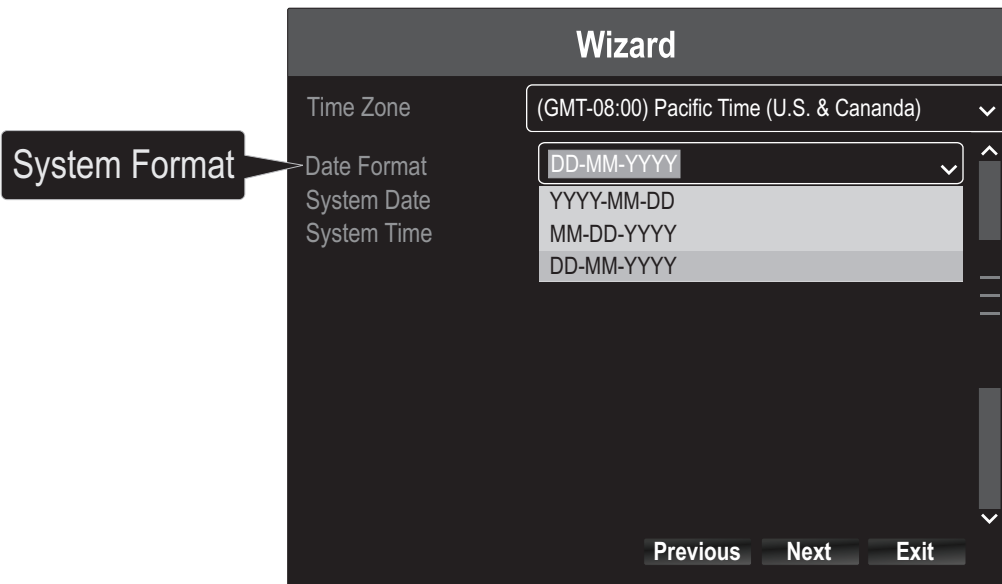 Wizard
Time Zone (GMT-08:00) Pacific Time (U.S. & Cananda)
System Format
Date Format DD-MM-YYYY
System Date YYYY-MM-DD
System Time MM-DD-YYYY
DD-MM-YYYY
Previous Next Exit